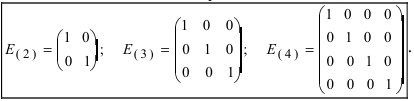 E(2) = (1 0
0 1); E(3) = (1 0 0
0 1 0
0 0 1); E(4) = (1 0 0 0
0 1 0 0
0 0 1 0
0 0 0 1).